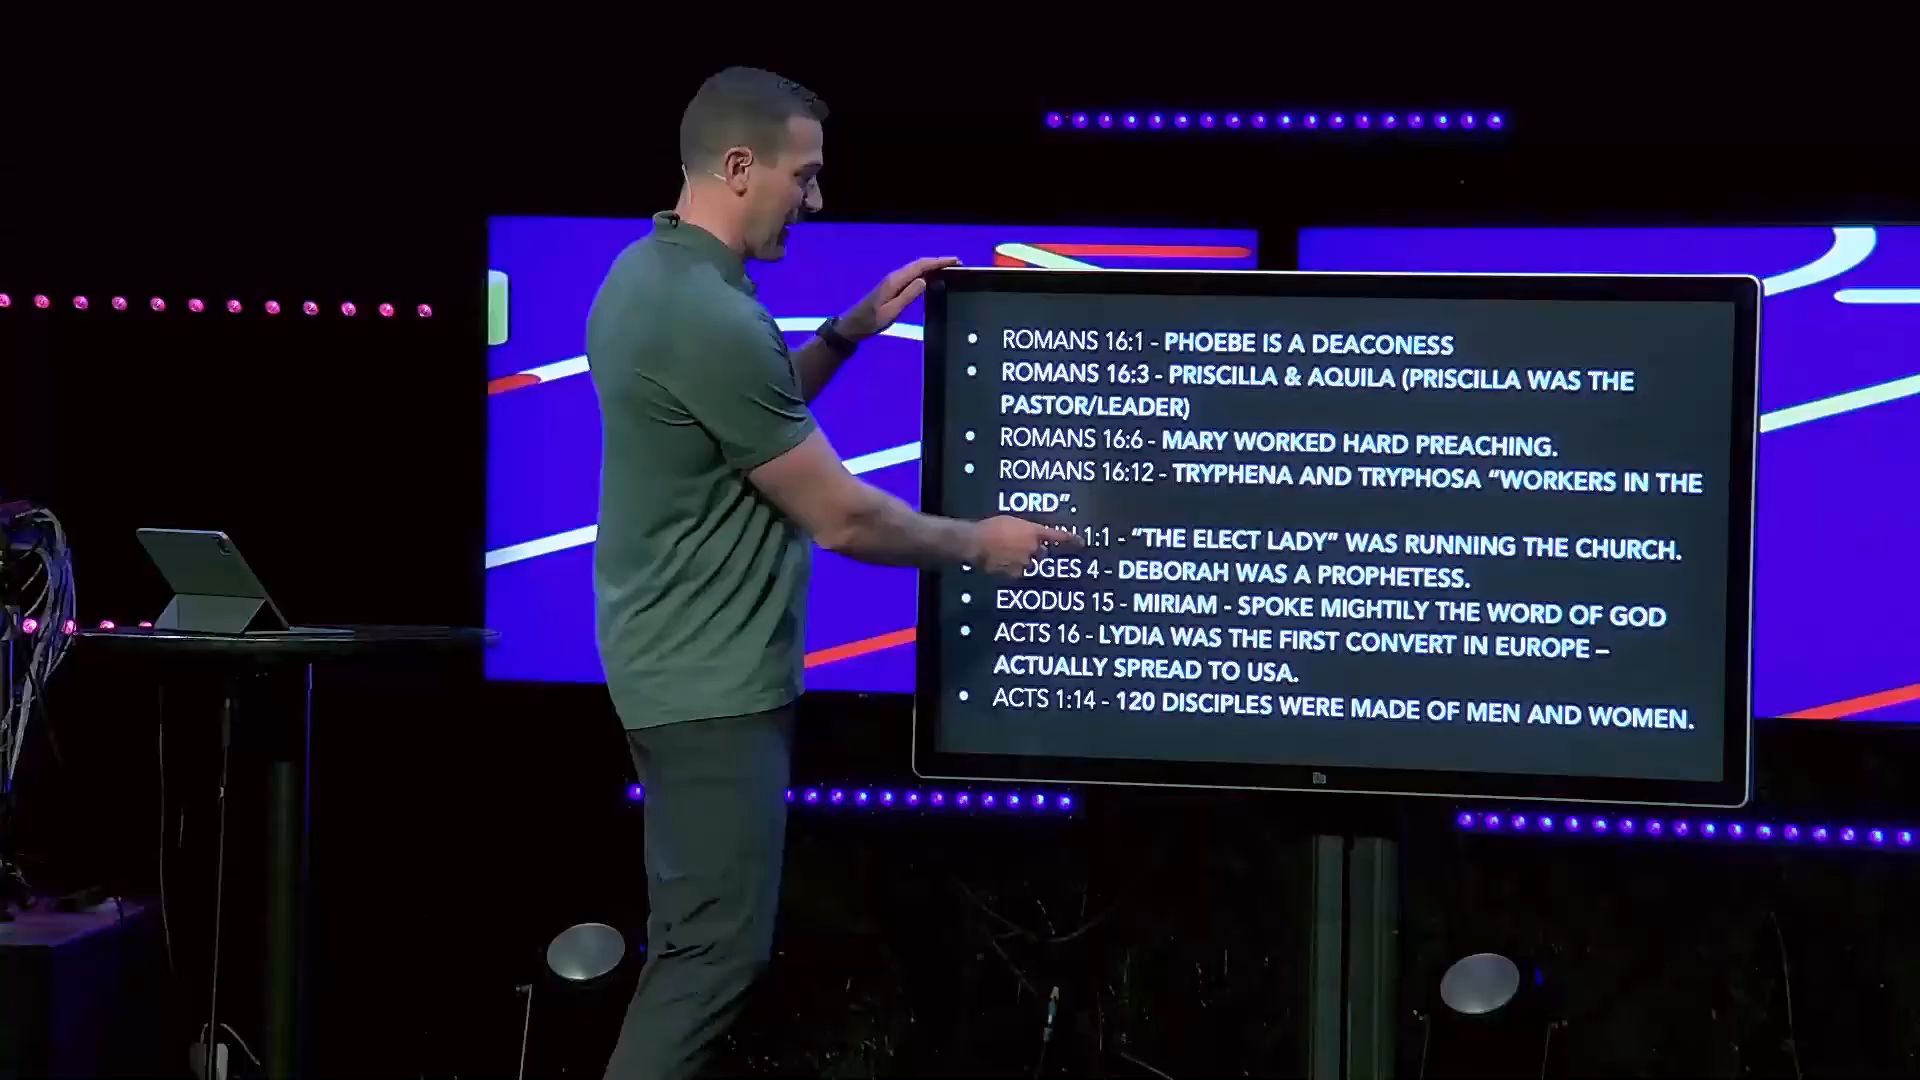 • ROMANS 16:1 - PHOEBE IS A DEACONESS
• ROMANS 16:3 - PRISCILLA & AQUILA (PRISCILLA WAS THE
PASTOR/LEADER)
• ROMANS 16:6 - MARY WORKED HARD PREACHING.
• ROMANS 16:12 - TRYPHENA AND TRYPHOSA “WORKERS IN THE
LORD”.
1:1 - “THE ELECT LADY” WAS RUNNING THE CHURCH.
• DGES 4 - DEBORAH WAS A PROPHETESS.
• EXODUS 15 - MIRIAM - SPOKE MIGHTILY THE WORD OF GOD
• ACTS 16 - LYDIA WAS THE FIRST CONVERT IN EUROPE –
ACTUALLY SPREAD TO USA.
• ACTS 1:14 - 120 DISCIPLES WERE MADE OF MEN AND WOMEN.